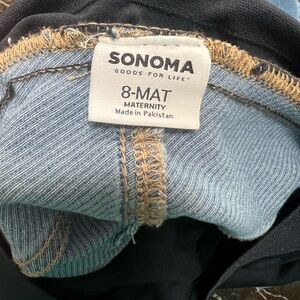 SONOMA
GOODS FOR LIFE™
8-MAT
MATERNITY
Made in Pakistan